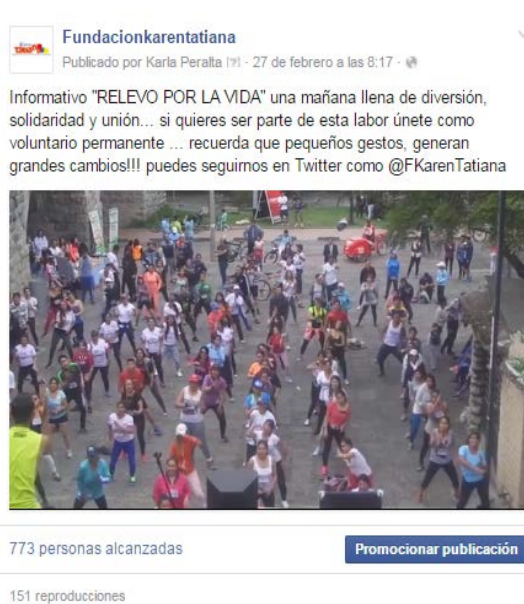 Fundacionkarentatiana
Publicado por Karla Peralta [?] · 27 de febrero a las 8:17 ·
Informativo "RELEVO POR LA VIDA" una mañana llena de diversión,
solidaridad y unión... si quieres ser parte de esta labor únete como
voluntario permanente ... recuerda que pequeños gestos, generan
grandes cambios!!! puedes seguirnos en Twitter como @FKarenTatiana
773 personas alcanzadas
Promocionar publicación
151 reproducciones